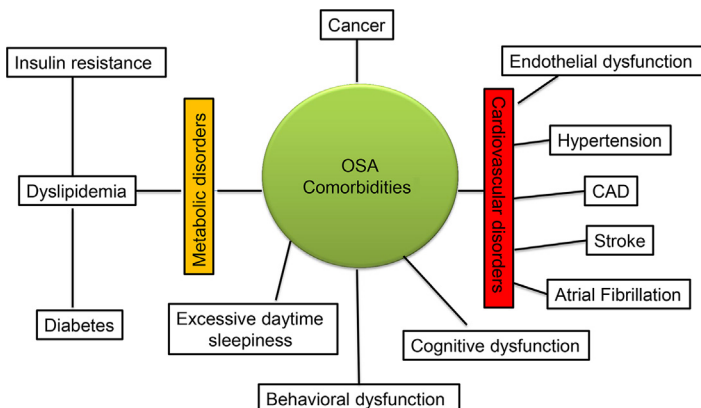 Cancer
Insulin resistance
Endothelial dysfunction
Metabolic disorders
Cardiovascular disorders
Hypertension
OSA
Comorbidities
Dyslipidemia
CAD
Stroke
Atrial Fibrillation
Diabetes
Excessive daytime
sleepiness
Cognitive dysfunction
Behavioral dysfunction